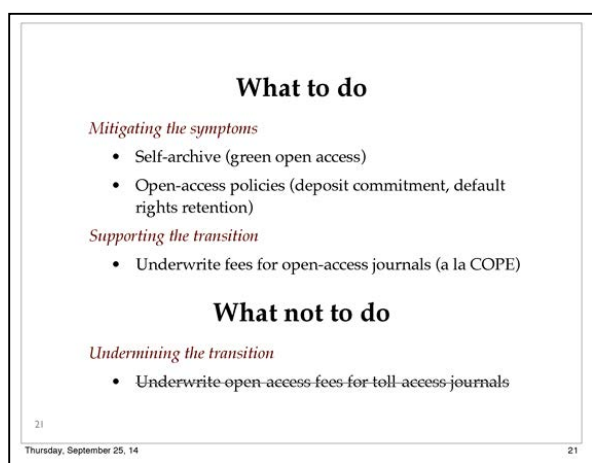 What to do
Mitigating the symptoms
• Self-archive (green open access)
• Open-access policies (deposit commitment, default
rights retention)
Supporting the transition
• Underwrite fees for open-access journals (a la COPE)
What not to do
Undermining the transition
• Underwrite open-access fees for toll-access journals
21
Thursday, September 25, 14
21